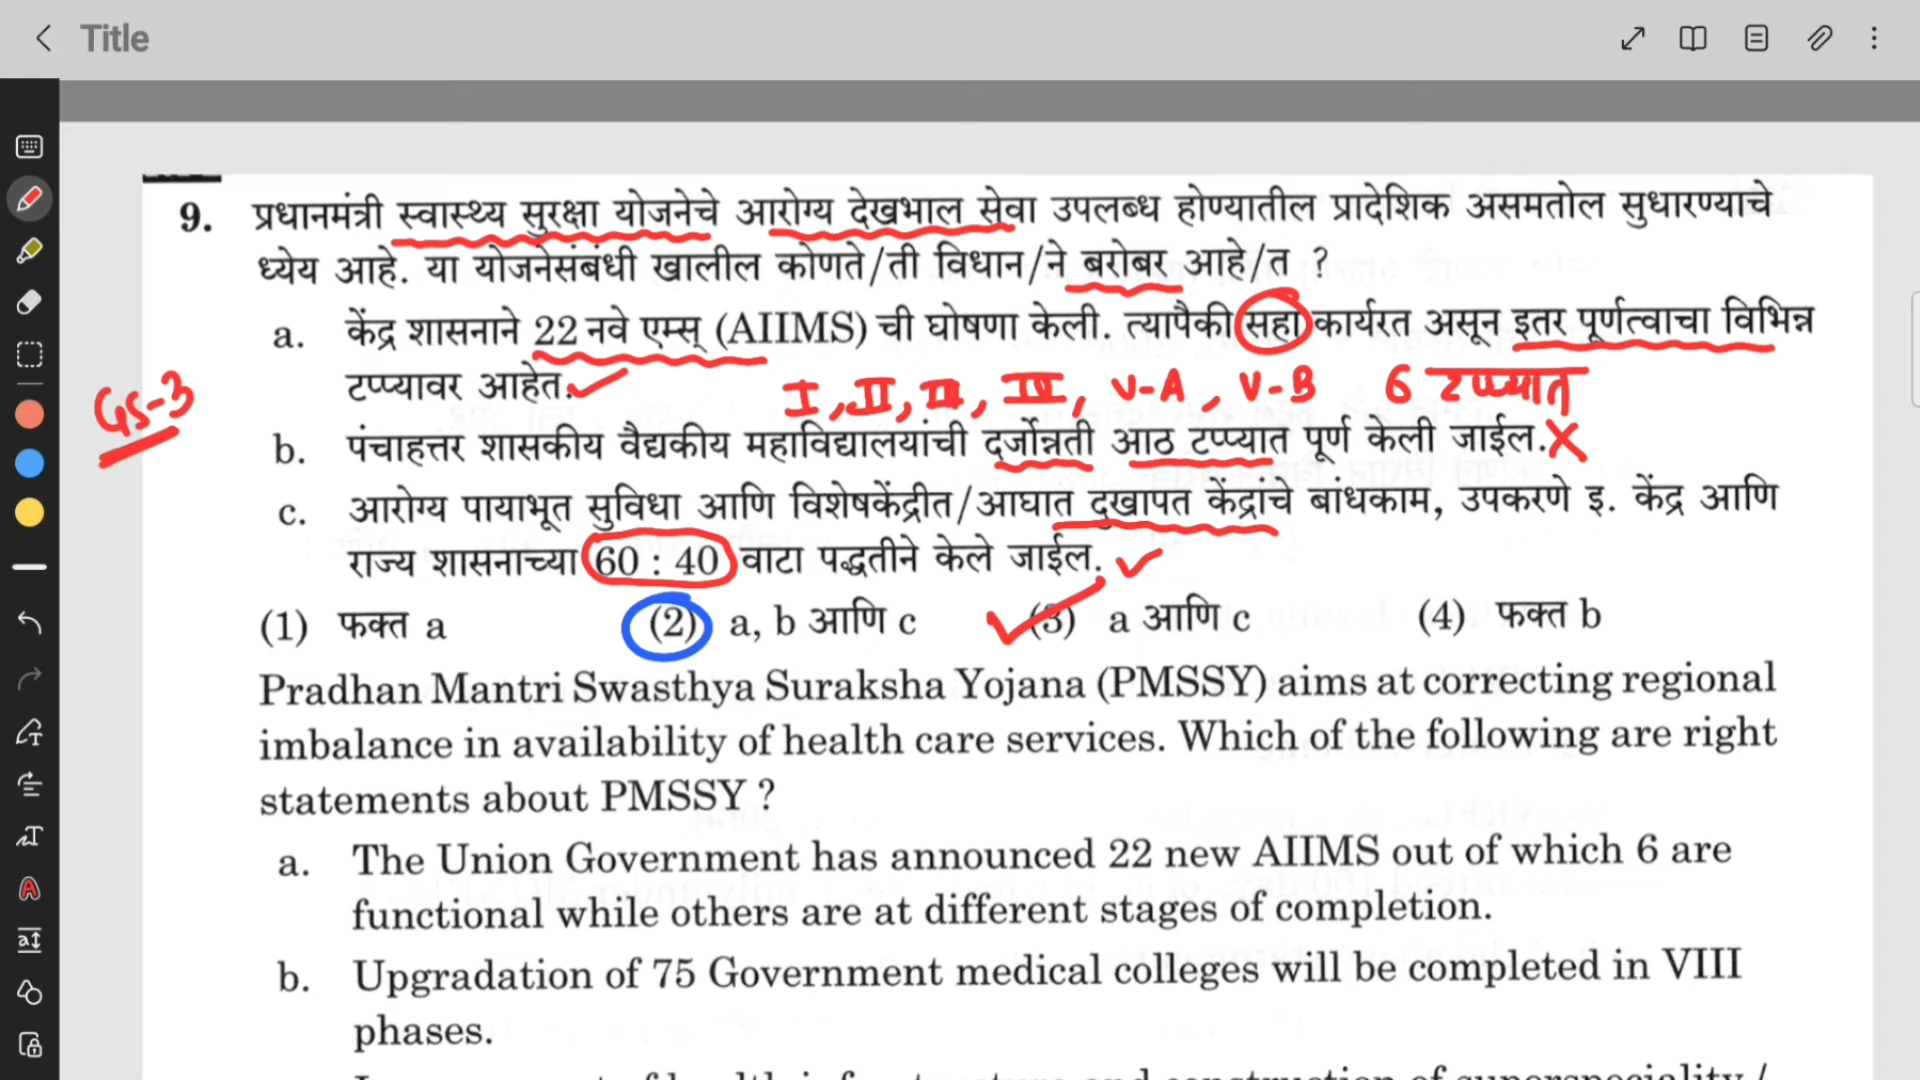 Title
9. प्रधानमंत्री स्वास्थ्य सुरक्षा योजनेचे आरोग्य देखभाल सेवा उपलब्ध होण्यातील प्रादेशिक असमतोल सुधारण्याचे
ध्येय आहे. या योजनेसंबंधी खालील कोणते/ती विधान/ने बरोबर आहे/त ?
a. केंद्र शासनाने 22 नवे एम्स् (AIIMS) ची घोषणा केली. त्यापैकी सहा कार्यरत असून इतर पूर्णत्वाचा विभिन्न
टप्प्यावर आहेत.
I, II, III, IV, V-A, V-B 6 टप्प्यात
GS-3
b. पंचाहत्तर शासकीय वैद्यकीय महाविद्यालयांची दर्जोन्नती आठ टप्प्यात पूर्ण केली जाईल. X
c. आरोग्य पायाभूत सुविधा आणि विशेषकेंद्रीत/आघात दुखापत केंद्राचे बांधकाम, उपकरणे इ. केंद्र आणि
राज्य शासनाच्या 60 : 40 वाटा पद्धतीने केले जाईल.
(1) फक्त a (2) a, b आणि c (3) a आणि c (4) फक्त b
Pradhan Mantri Swasthya Suraksha Yojana (PMSSY) aims at correcting regional
imbalance in availability of health care services. Which of the following are right
statements about PMSSY ?
a. The Union Government has announced 22 new AIIMS out of which 6 are
functional while others are at different stages of completion.
b. Upgradation of 75 Government medical colleges will be completed in VIII
phases.